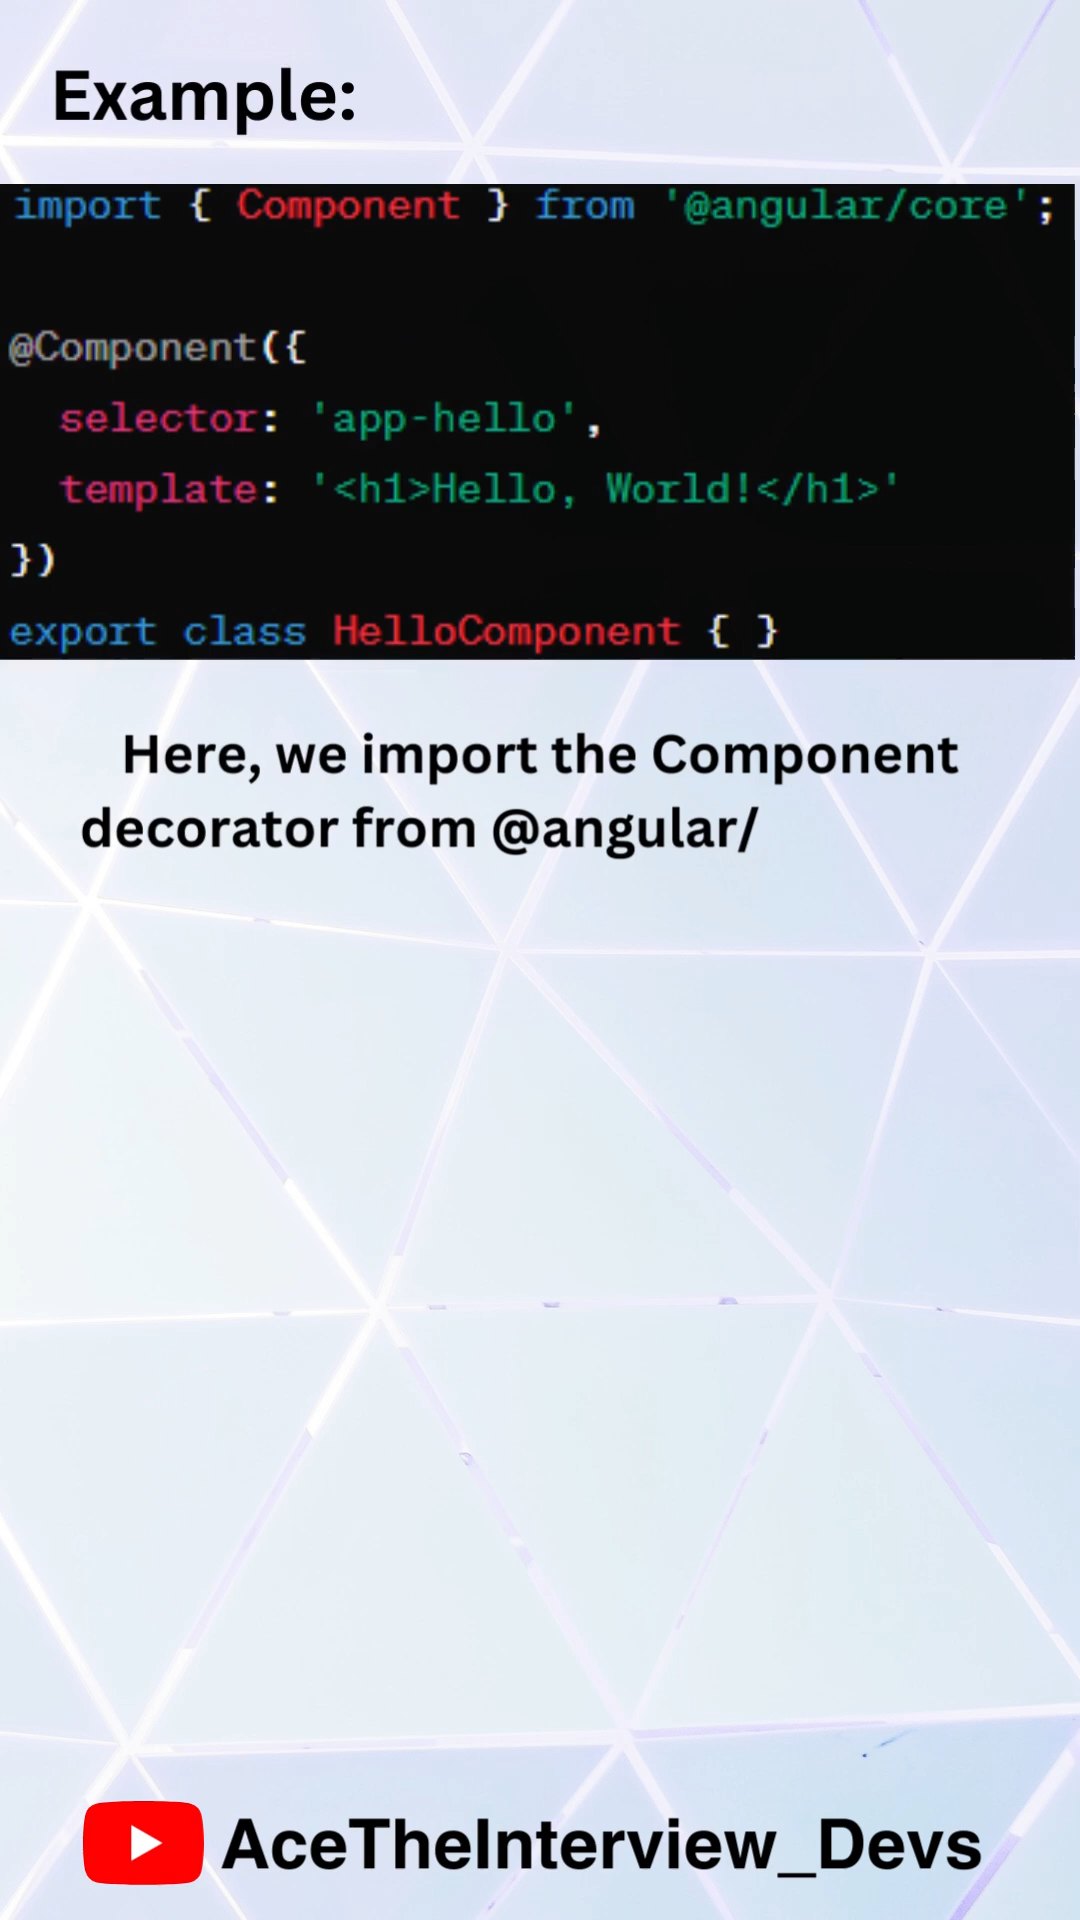 Example:
import { Component } from '@angular/core';
@Component({
  selector: 'app-hello',
  template: '<h1>Hello, World!</h1>'
})
export class HelloComponent { }
Here, we import the Component
decorator from @angular/
AceTheInterview_Devs